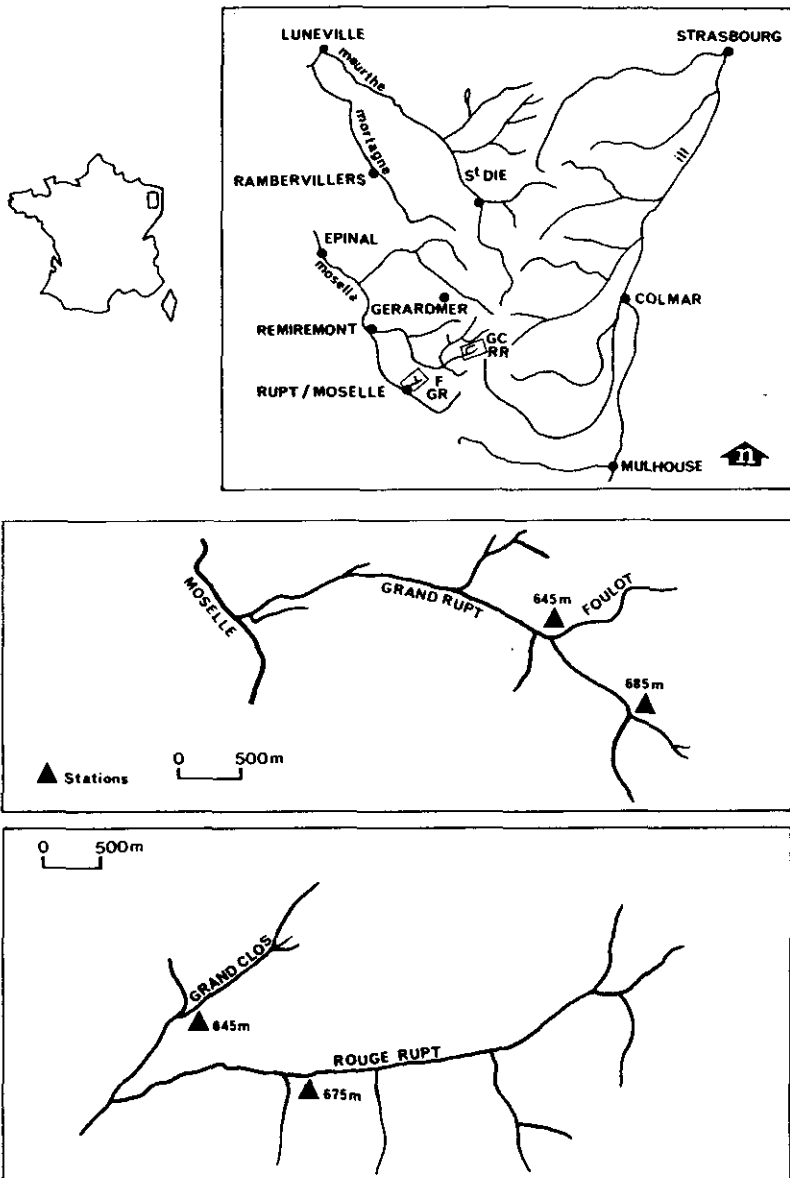 LUNEVILLE
STRASBOURG
meurthe
mortagne
ill
St DIE
RAMBERVILLERS
EPINAL
mosella
GERARDMER
COLMAR
REMIREMONT
GC
RR
F
GR
RUPT / MOSELLE
MULHOUSE
n
MOSELLE
GRAND RUPT
645m
FOULOT
685m
0 500m
Stations
0 500m
GRAND CLOS
645m
ROUGE RUPT
675m